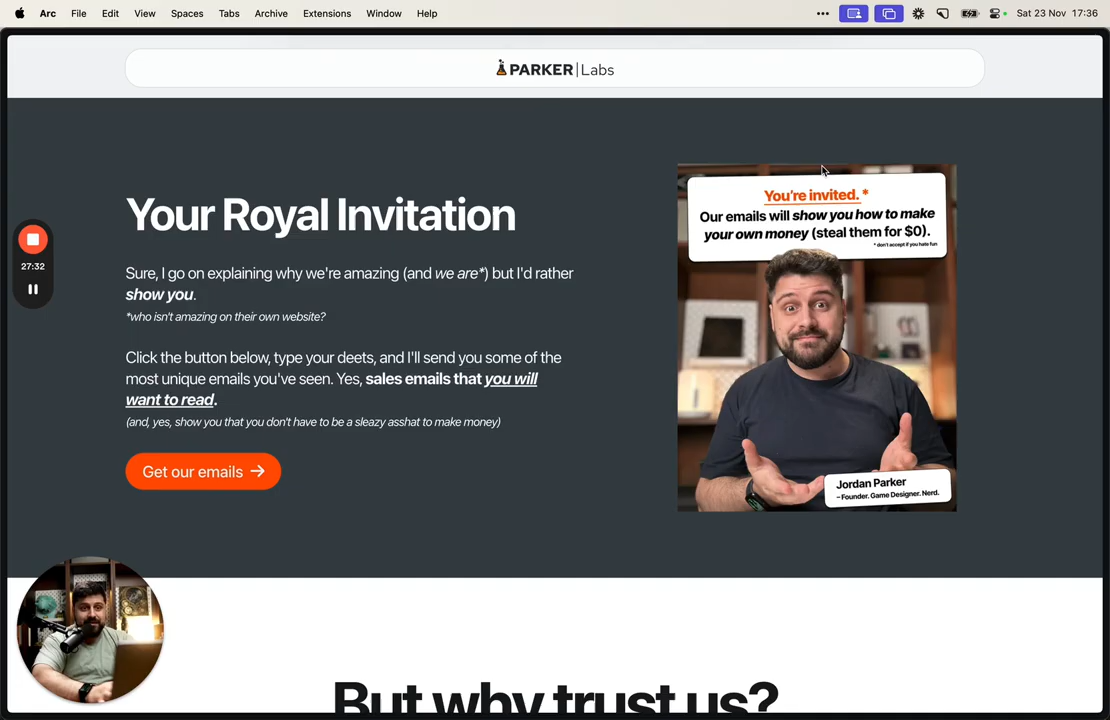 Arc File Edit View Spaces Tabs Archive Extensions Window Help Sat 23 Nov 17:36
PARKER|Labs
Your Royal Invitation
Sure, I go on explaining why we're amazing (and we are*) but I'd rather
show you.
*who isn't amazing on their own website?
Click the button below, type your deets, and I'll send you some of the
most unique emails you've seen. Yes, sales emails that you will
want to read.
(and, yes, show you that you don't have to be a sleazy asshat to make money)
Get our emails →
You're invited. *
Our emails will show you how to make
your own money (steal them for $0).
* don't accept if you hate fun
Jordan Parker
– Founder. Game Designer. Nerd.
27:32
But why trust us?